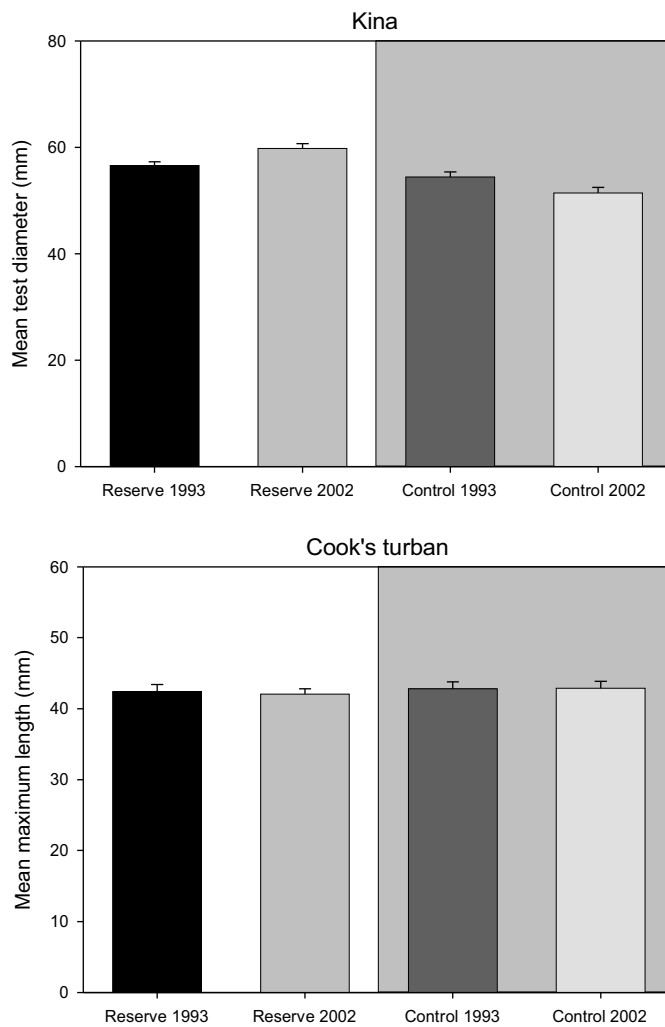 Kina
Mean test diameter (mm)
80
60
40
20
0
Reserve 1993 Reserve 2002 Control 1993 Control 2002
Cook's turban
Mean maximum length (mm)
60
50
40
30
20
10
0
Reserve 1993 Reserve 2002 Control 1993 Control 2002